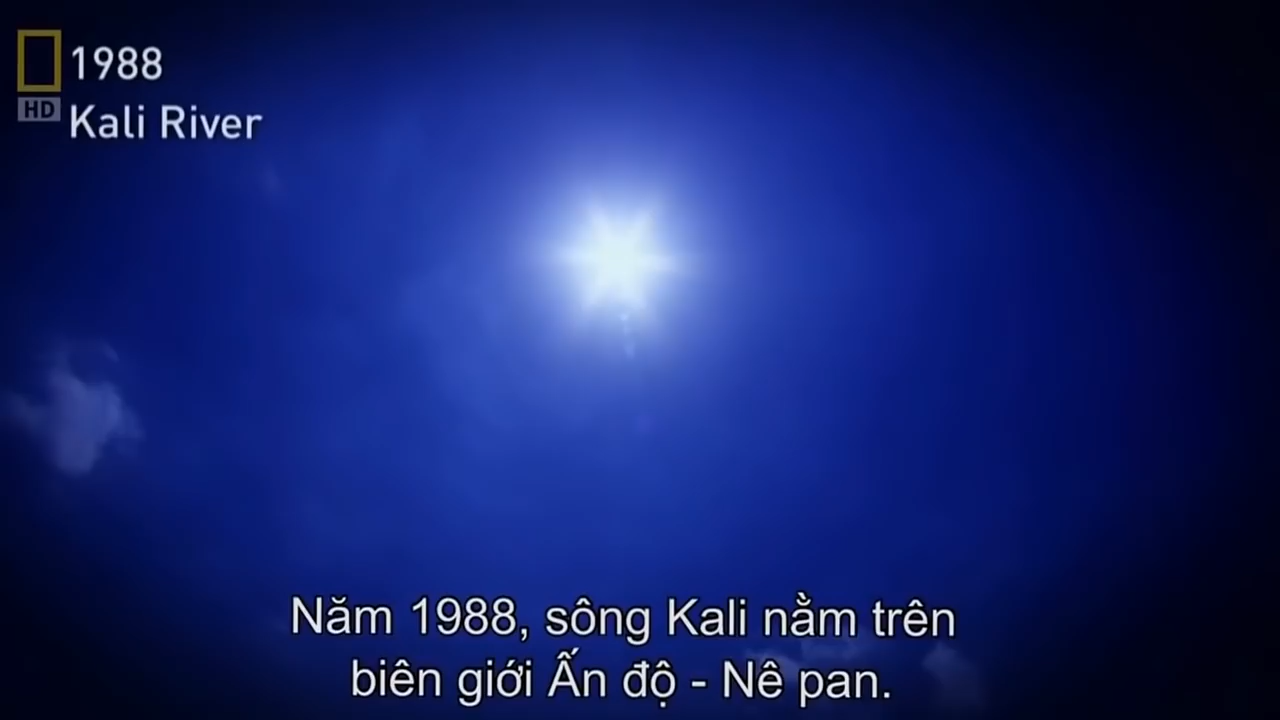 1988
HD
Kali River
Năm 1988, sông Kali nằm trên
biên giới Ấn độ - Nê pan.